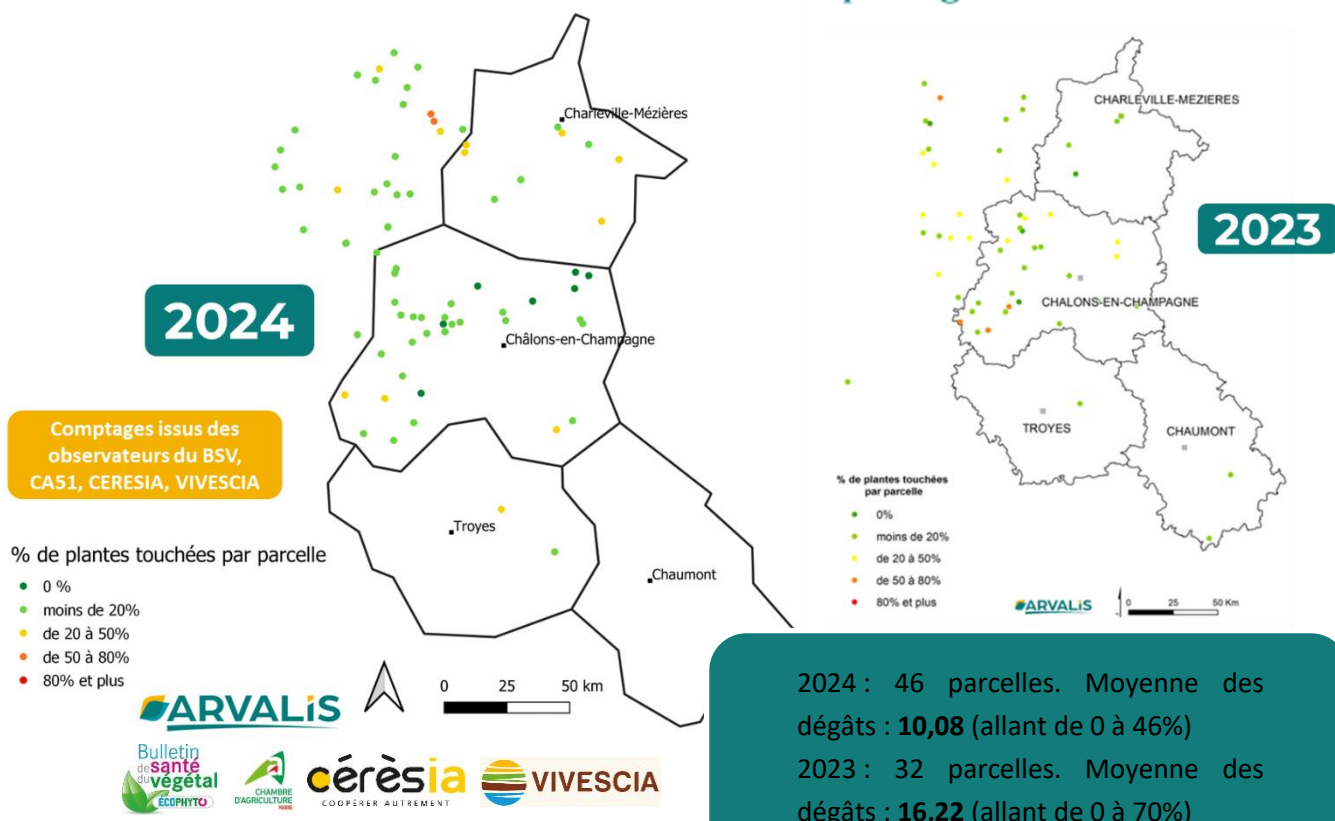 Charleville-Mézières
2024
Châlons-en-Champagne
Comptages issus des
observateurs du BSV,
CA51, CERESIA, VIVESCIA
Troyes
Chaumont
% de plantes touchées par parcelle
0 %
moins de 20%
de 20 à 50%
de 50 à 80%
80% et plus
0 25 50 km
ARVALIS
Bulletin
de santé
du végétal
ÉCOPHYTO
CHAMBRE
D'AGRICULTURE
MARNE
cérèsia
COOPÉRER AUTREMENT
VIVESCIA
CHARLEVILLE-MEZIERES
2023
CHALONS-EN-CHAMPAGNE
TROYES
CHAUMONT
% de plantes touchées
par parcelle
0%
moins de 20%
de 20 à 50%
de 50 à 80%
80% et plus
ARVALIS
0 25 50 Km
2024 : 46 parcelles. Moyenne des
dégâts : 10,08 (allant de 0 à 46%)
2023 : 32 parcelles. Moyenne des
dégâts : 16,22 (allant de 0 à 70%)